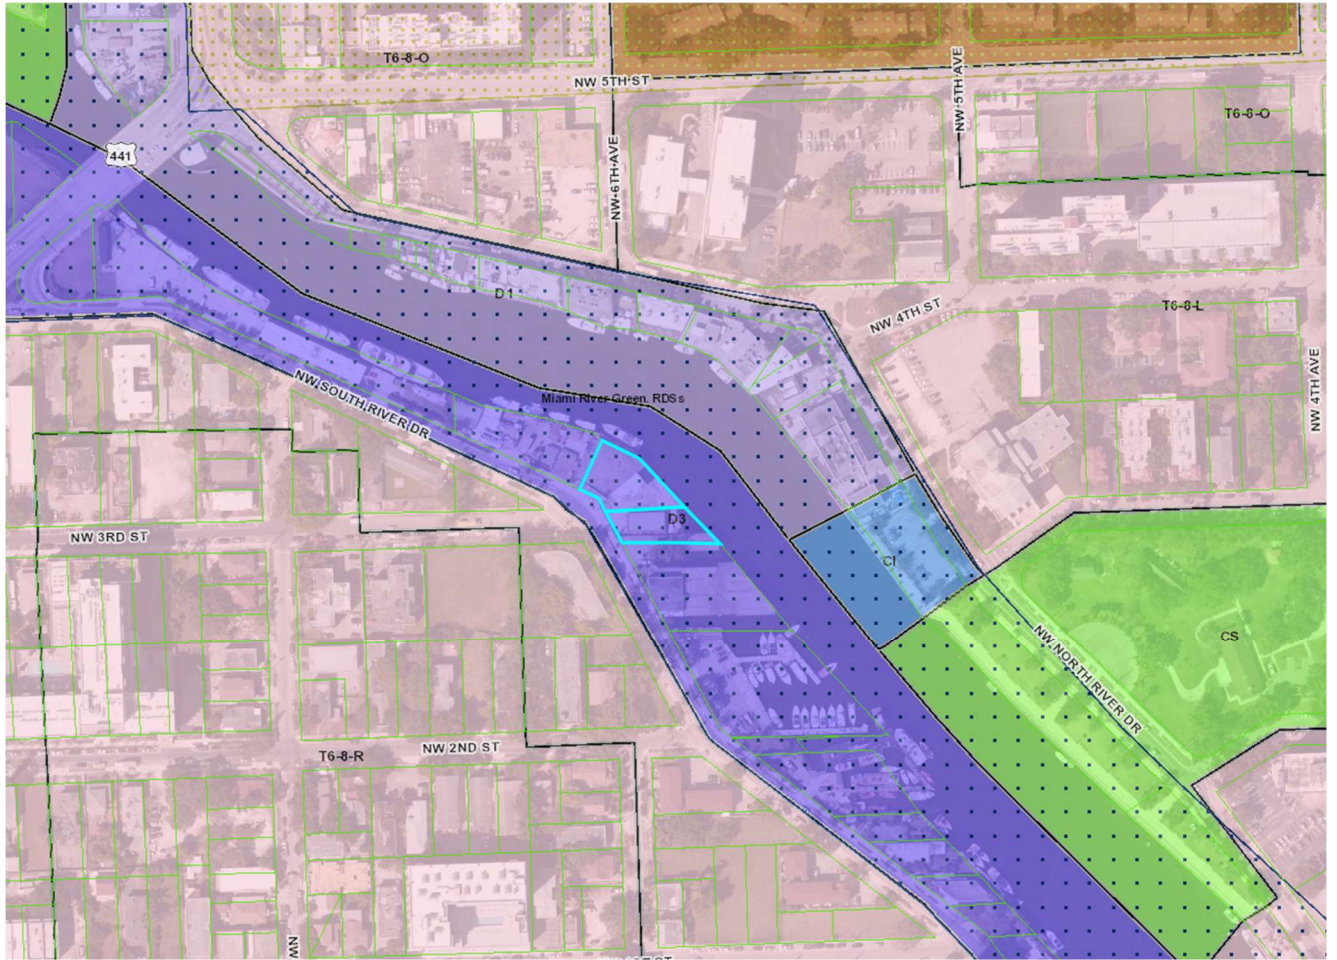 T6-8-O
NW 5TH ST
NW 5TH AVE
T6-8-O
441
NW 6TH AVE
D1
NW 4TH ST
T6-8-L
NW 4TH AVE
NW SOUTH RIVER DR
Miami River Green. RDSs
D3
NW 3RD ST
CI
CS
NW NORTH RIVER DR
T6-8-R
NW 2ND ST
NW